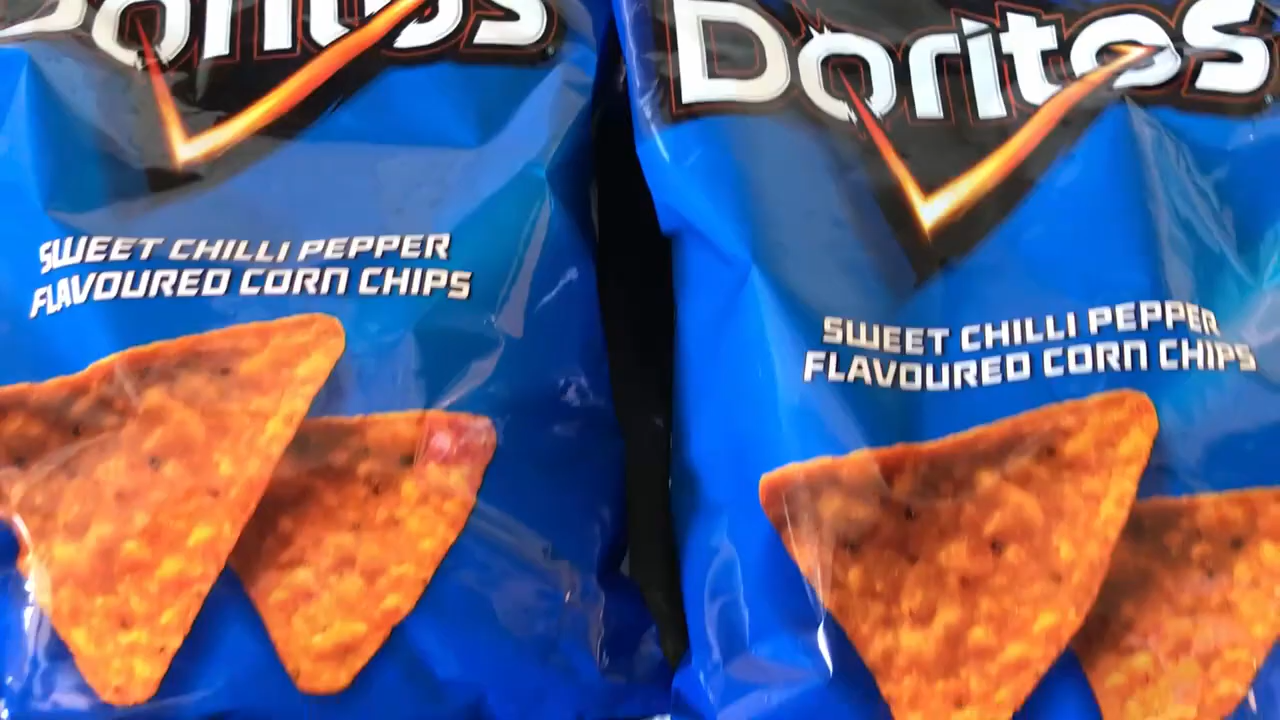 Doritos
SWEET CHILLI PEPPER
FLAVOURED CORN CHIPS
Doritos
SWEET CHILLI PEPPER
FLAVOURED CORN CHIPS